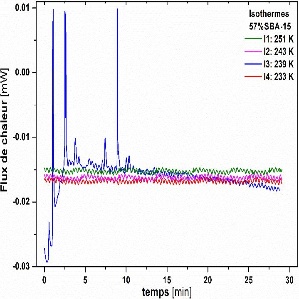 Isothermes
57%SBA-15
I1: 251 K
I2: 243 K
I3: 239 K
I4: 233 K
Flux de chaleur [mW]
0.01
0.00
-0.01
-0.02
-0.03
0 5 10 15 20 25 30
temps [min]